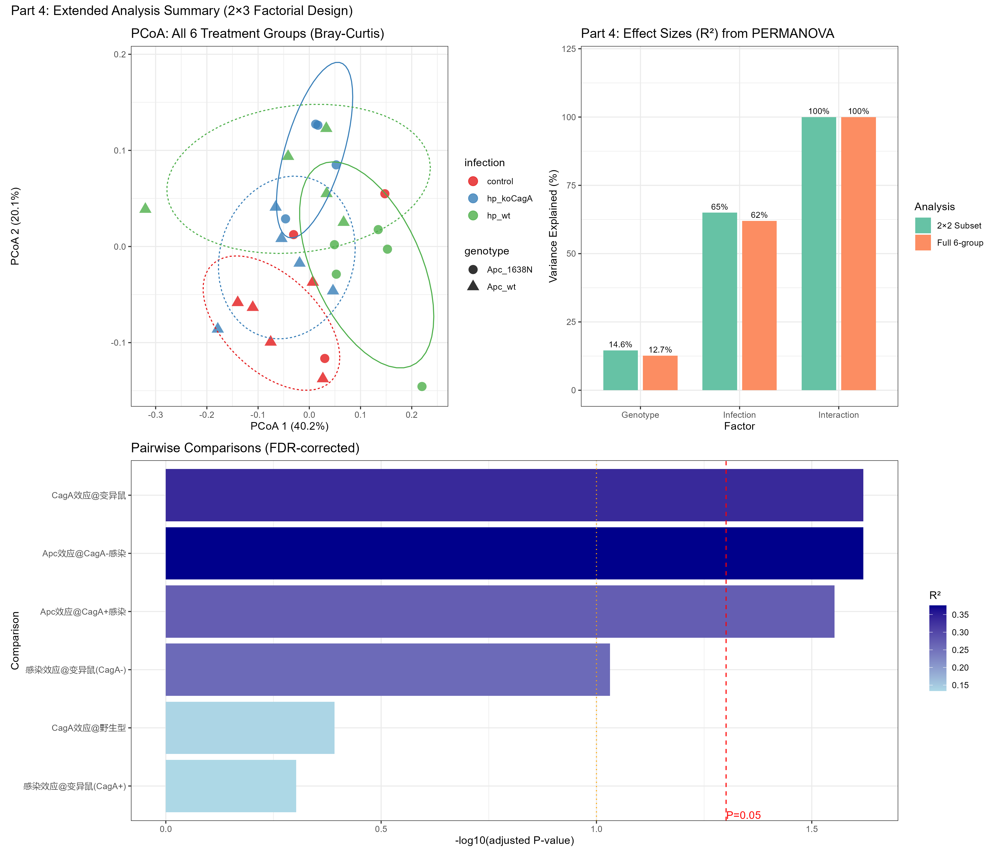 Part 4: Extended Analysis Summary (2×3 Factorial Design)
PCoA: All 6 Treatment Groups (Bray-Curtis)
0.2
0.1
0.0
-0.1
PCoA 2 (20.1%)
-0.3
-0.2
-0.1
0.0
0.1
0.2
PCoA 1 (40.2%)
infection
control
hp_koCagA
hp_wt
genotype
Apc_1638N
Apc_wt
Part 4: Effect Sizes (R²) from PERMANOVA
125
100
75
50
25
0
Variance Explained (%)
14.6%
12.7%
65%
62%
100%
100%
Genotype
Infection
Interaction
Factor
Analysis
2×2 Subset
Full 6-group
Pairwise Comparisons (FDR-corrected)
Comparison
CagA效应@变异鼠
Apc效应@CagA-感染
Apc效应@CagA+感染
感染效应@变异鼠(CagA-)
CagA效应@野生型
感染效应@变异鼠(CagA+)
P=0.05
0.0
0.5
1.0
1.5
-log10(adjusted P-value)
R²
0.35
0.30
0.25
0.20
0.15